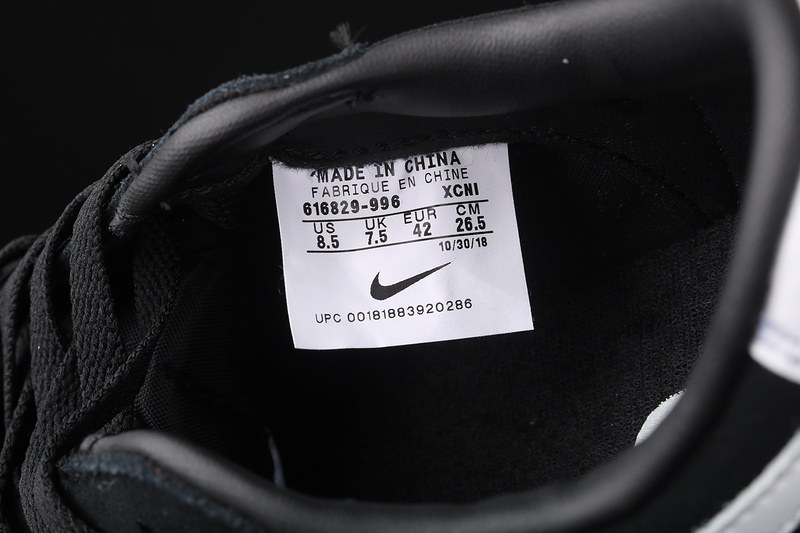 MADE IN CHINA
FABRIQUE EN CHINE
616829-996 XCNI
US UK EUR CM
8.5 7.5 42 26.5
10/30/18
UPC 00181883920286